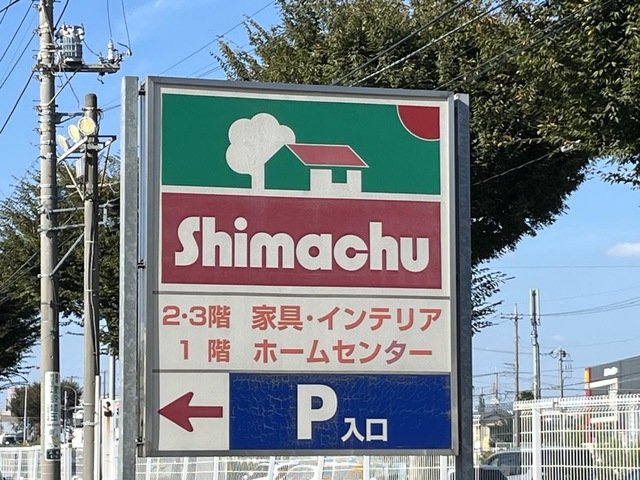 Shimachu
2・3階 家具・インテリア
1 階 ホームセンター
P 入口